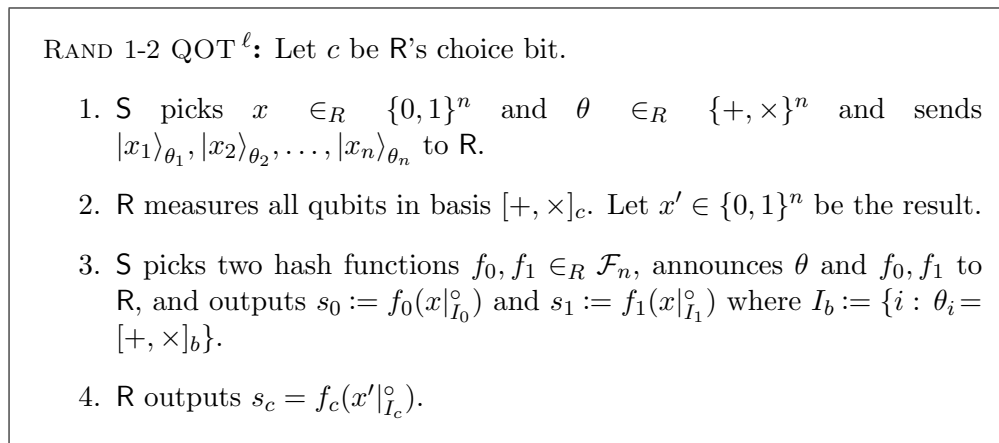 RAND 1-2 QOT^ℓ: Let c be R's choice bit.
1. S picks x ∈_R {0,1}^n and θ ∈_R {+,×}^n and sends
|x_1⟩_{θ_1}, |x_2⟩_{θ_2}, . . . , |x_n⟩_{θ_n} to R.
2. R measures all qubits in basis [+,×]_c. Let x′ ∈ {0,1}^n be the result.
3. S picks two hash functions f_0, f_1 ∈_R F_n, announces θ and f_0, f_1 to
R, and outputs s_0 := f_0(x|°_{I_0}) and s_1 := f_1(x|°_{I_1}) where I_b := {i : θ_i =
[+,×]_b}.
4. R outputs s_c = f_c(x′|°_{I_c}).